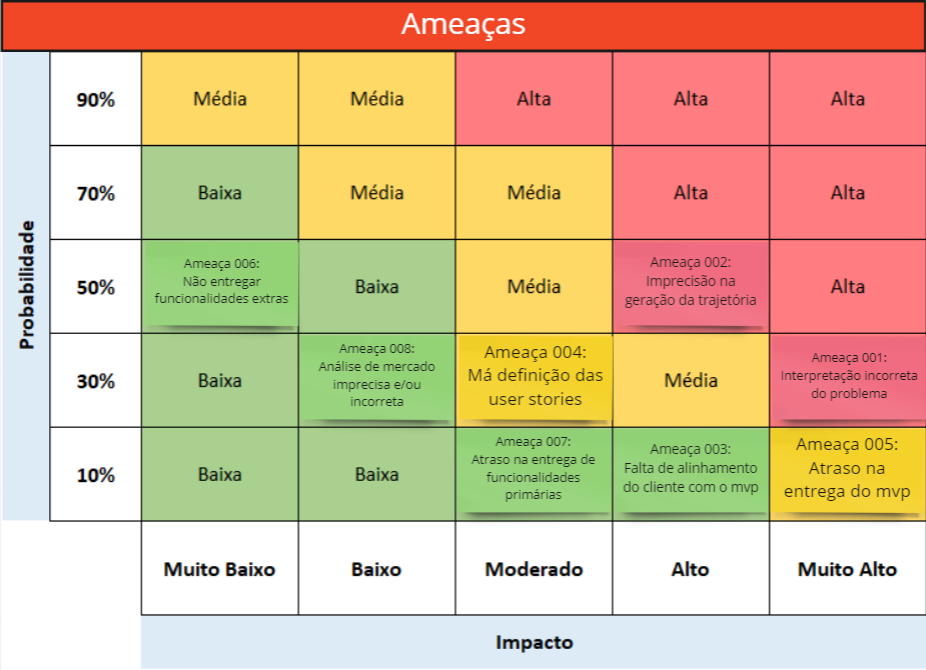 Ameaças
Probabilidade
90%
Média
Média
Alta
Alta
Alta
70%
Baixa
Média
Média
Alta
Alta
50%
Ameaça 006:
Não entregar
funcionalidades extras
Baixa
Média
Ameaça 002:
Imprecisão na
geração da trajetória
Alta
30%
Baixa
Ameaça 008:
Análise de mercado
imprecisa e/ou
incorreta
Ameaça 004:
Má definição das
user stories
Média
Ameaça 001:
Interpretação incorreta
do problema
10%
Baixa
Baixa
Ameaça 007:
Atraso na entrega de
funcionalidades
primárias
Ameaça 003:
Falta de alinhamento
do cliente com o mvp
Ameaça 005:
Atraso na
entrega do mvp
Muito Baixo
Baixo
Moderado
Alto
Muito Alto
Impacto